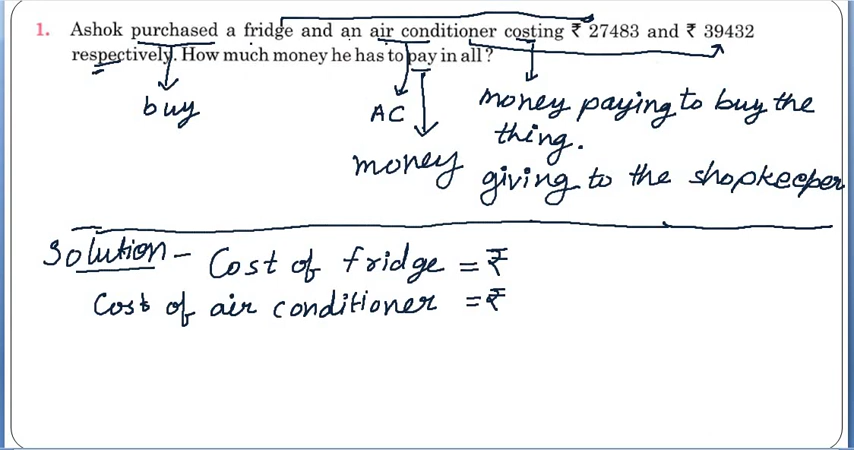 1. Ashok purchased a fridge and an air conditioner costing ₹ 27483 and ₹ 39432
respectively. How much money he has to pay in all?
buy
AC
money
money paying to buy the
thing.
giving to the shopkeeper
Solution - Cost of fridge = ₹
Cost of air conditioner = ₹